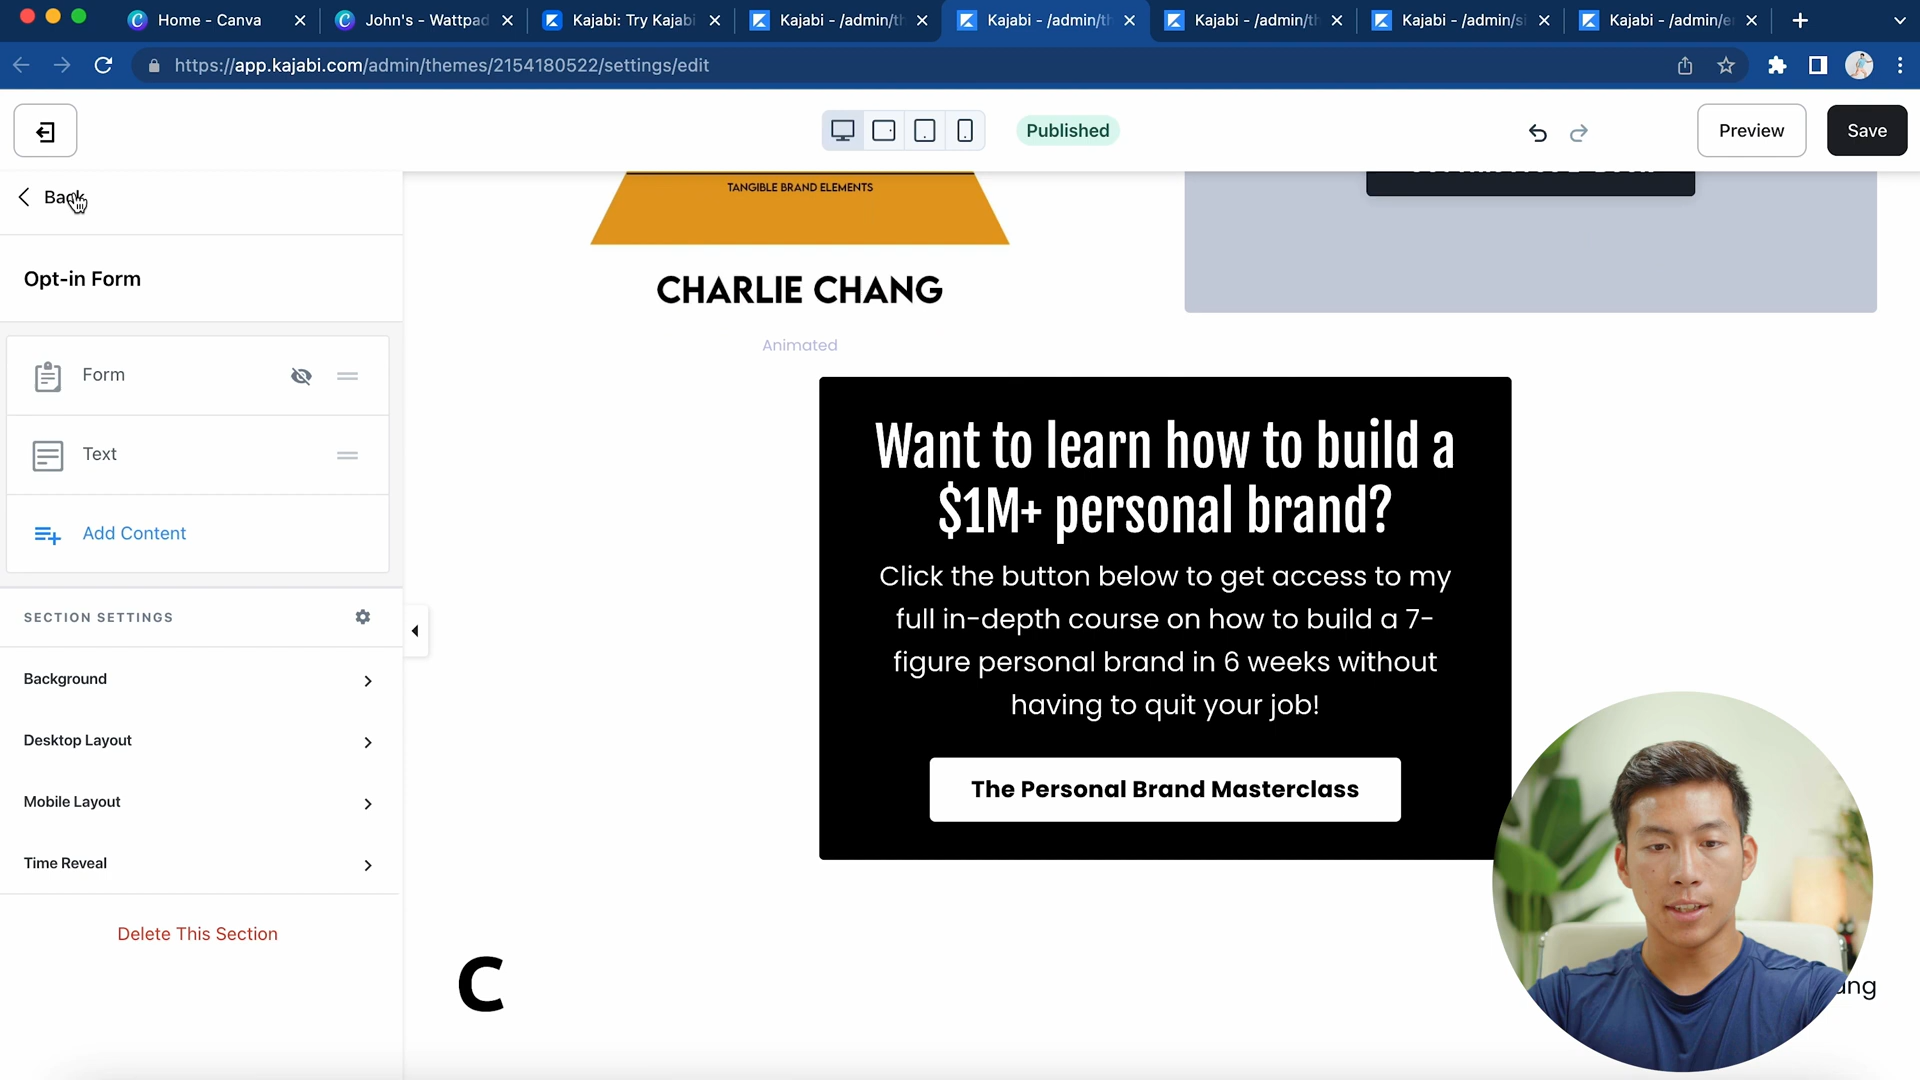 Home - Canva
John's - Wattpad
Kajabi: Try Kajabi
Kajabi - /admin/th
Kajabi - /admin/th
Kajabi - /admin/th
Kajabi - /admin/si
Kajabi - /admin/e
https://app.kajabi.com/admin/themes/2154180522/settings/edit
Published
Preview
Save
Back
Opt-in Form
Form
Text
Add Content
SECTION SETTINGS
Background
Desktop Layout
Mobile Layout
Time Reveal
Delete This Section
TANGIBLE BRAND ELEMENTS
CHARLIE CHANG
Animated
Want to learn how to build a
$1M+ personal brand?
Click the button below to get access to my
full in-depth course on how to build a 7-
figure personal brand in 6 weeks without
having to quit your job!
The Personal Brand Masterclass
C
ang